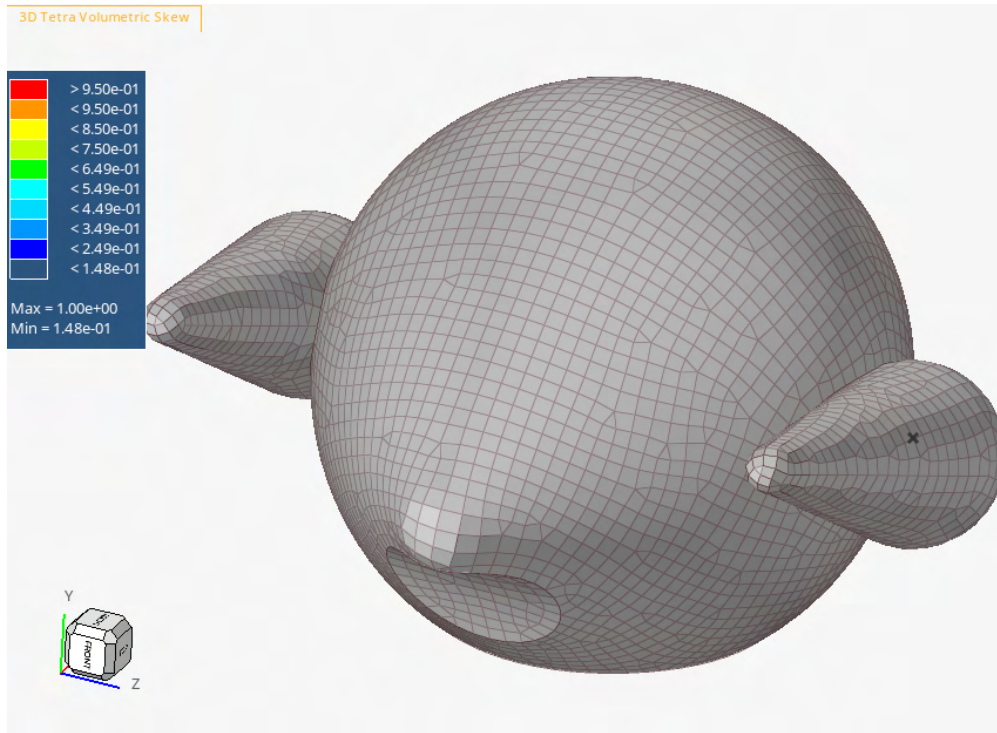 3D Tetra Volumetric Skew
> 9.50e-01
< 9.50e-01
< 8.50e-01
< 7.50e-01
< 6.49e-01
< 5.49e-01
< 4.49e-01
< 3.49e-01
< 2.49e-01
< 1.48e-01
Max = 1.00e+00
Min = 1.48e-01
Y
FRONT
Z